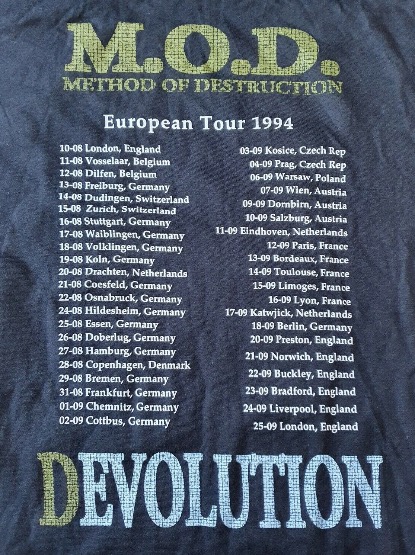 M.O.D.
METHOD OF DESTRUCTION
European Tour 1994
10-08 London, England
11-08 Vosselaar, Belgium
12-08 Dilfen, Belgium
13-08 Freiburg, Germany
14-08 Dudingen, Switzerland
15-08 Zurich, Switzerland
16-08 Stuttgart, Germany
17-08 Waiblingen, Germany
18-08 Volklingen, Germany
19-08 Koln, Germany
20-08 Drachten, Netherlands
21-08 Coesfeld, Germany
22-08 Osnabruck, Germany
24-08 Hildesheim, Germany
25-08 Essen, Germany
26-08 Doberlug, Germany
27-08 Hamburg, Germany
28-08 Copenhagen, Denmark
29-08 Bremen, Germany
31-08 Frankfurt, Germany
01-09 Chemnitz, Germany
02-09 Cottbus, Germany
03-09 Kosice, Czech Rep
04-09 Prag, Czech Rep
06-09 Warsaw, Poland
07-09 Wien, Austria
09-09 Dornbirn, Austria
10-09 Salzburg, Austria
11-09 Eindhoven, Netherlands
12-09 Paris, France
13-09 Bordeaux, France
14-09 Toulouse, France
15-09 Limoges, France
16-09 Lyon, France
17-09 Katwjick, Netherlands
18-09 Berlin, Germany
20-09 Preston, England
21-09 Norwich, England
22-09 Buckley, England
23-09 Bradford, England
24-09 Liverpool, England
25-09 London, England
DEVOLUTION